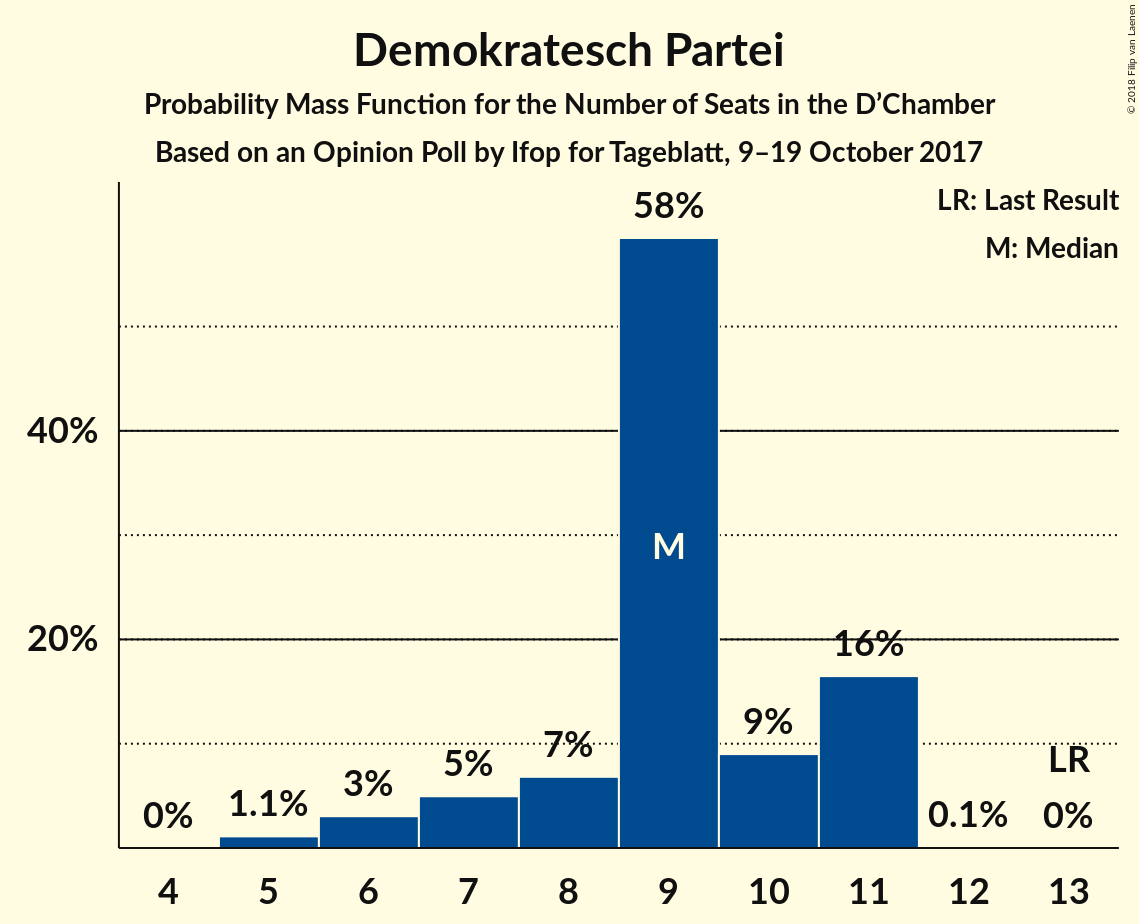 Demokratesch Partei
Probability Mass Function for the Number of Seats in the D’Chamber
Based on an Opinion Poll by Ifop for Tageblatt, 9–19 October 2017
© 2018 Filip van Laenen
LR: Last Result
M: Median
58%
40%
M
20%
16%
9%
7%
5%
3%
1.1%
0%
0.1%
LR
0%
4 5 6 7 8 9 10 11 12 13